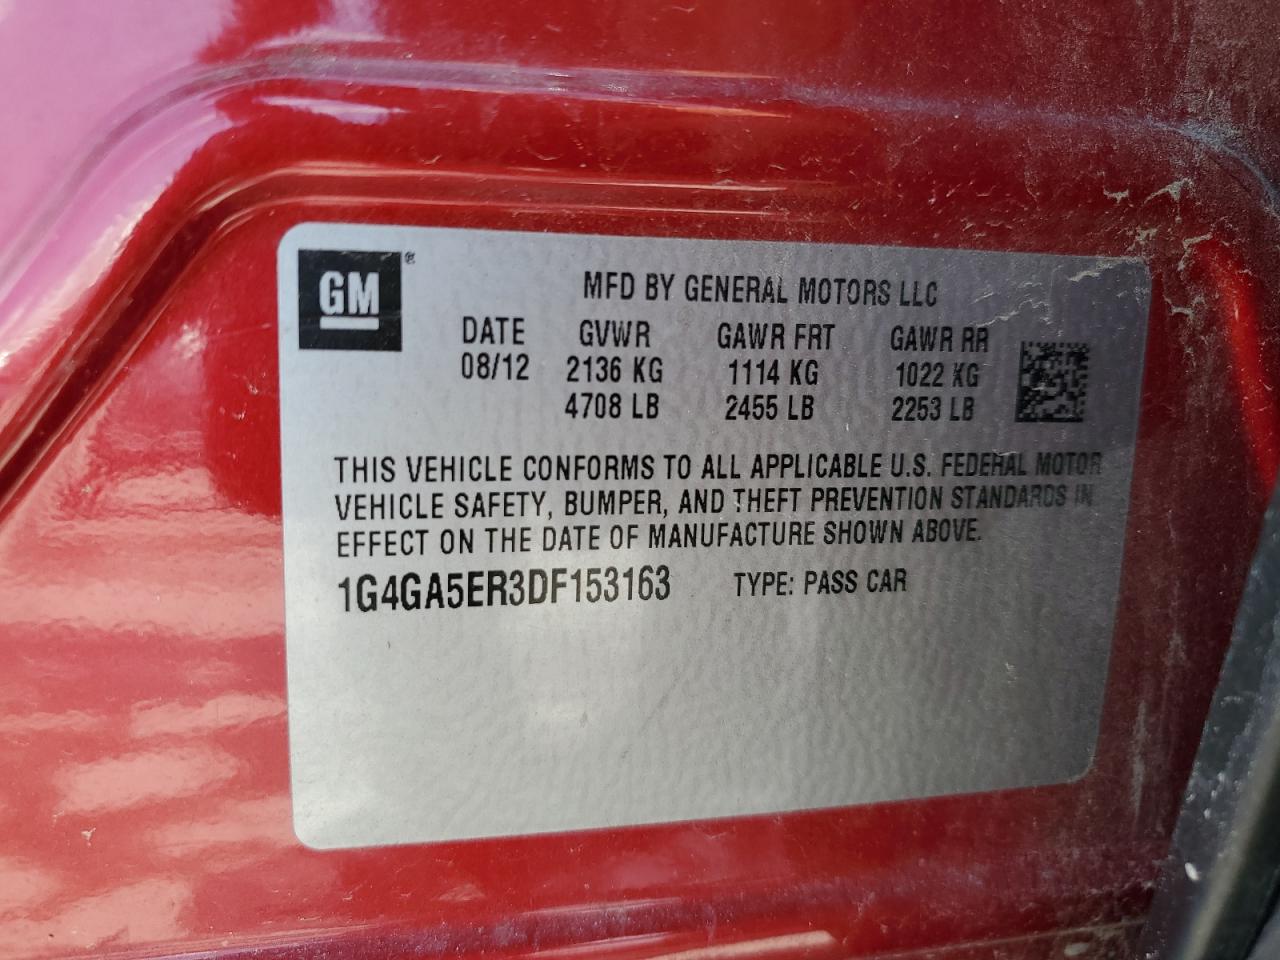 GM®
MFD BY GENERAL MOTORS LLC
DATE GVWR GAWR FRT GAWR RR
08/12 2136 KG 1114 KG 1022 KG
4708 LB 2455 LB 2253 LB
THIS VEHICLE CONFORMS TO ALL APPLICABLE U.S. FEDERAL MOTOR
VEHICLE SAFETY, BUMPER, AND THEFT PREVENTION STANDARDS IN
EFFECT ON THE DATE OF MANUFACTURE SHOWN ABOVE.
1G4GA5ER3DF153163 TYPE: PASS CAR